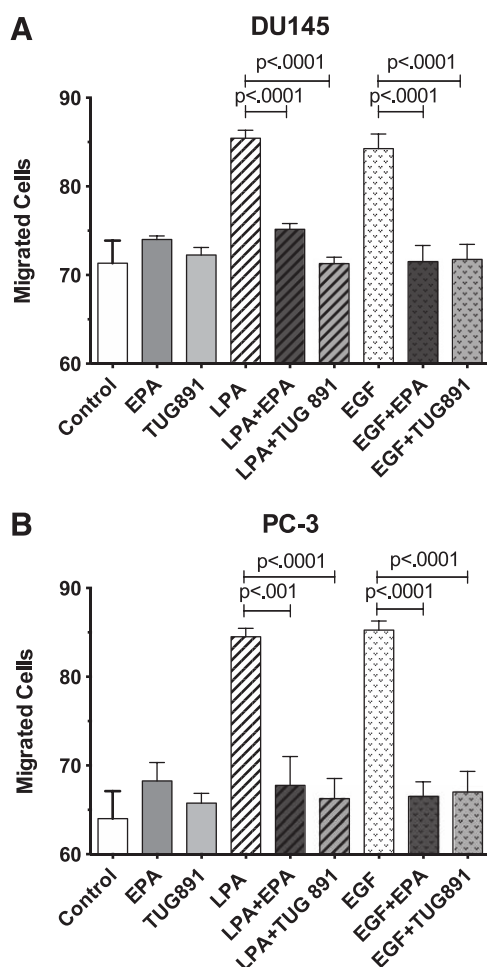 A
DU145
p<.0001 p<.0001
p<.0001 p<.0001
90
80
70
60
Migrated Cells
Control EPA TUG891 LPA LPA+EPA LPA+TUG 891 EGF EGF+EPA EGF+TUG891
B
PC-3
p<.0001 p<.0001
p<.001 p<.0001
90
80
70
60
Migrated Cells
Control EPA TUG891 LPA LPA+EPA LPA+TUG 891 EGF EGF+EPA EGF+TUG891